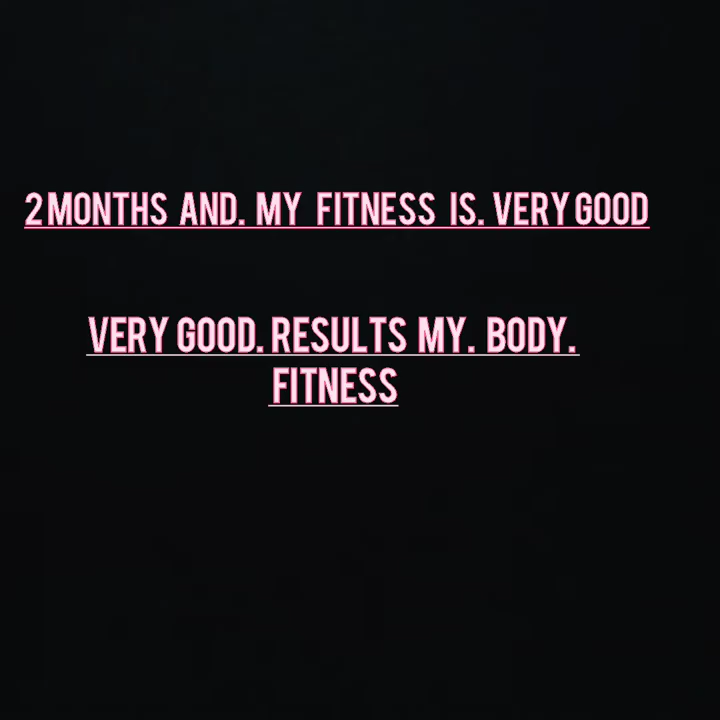 2 MONTHS AND. MY FITNESS IS. VERY GOOD
VERY GOOD. RESULTS MY. BODY.
FITNESS